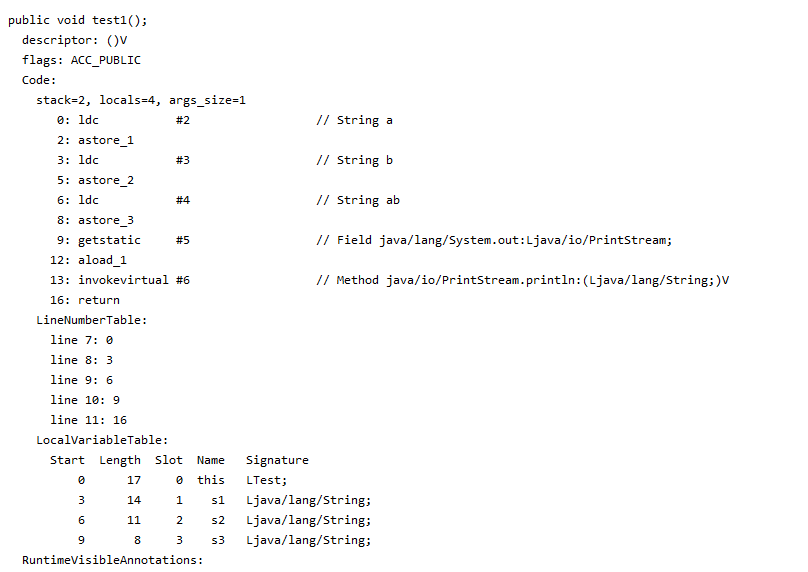 public void test1();
  descriptor: ()V
  flags: ACC_PUBLIC
  Code:
    stack=2, locals=4, args_size=1
       0: ldc           #2                  // String a
       2: astore_1
       3: ldc           #3                  // String b
       5: astore_2
       6: ldc           #4                  // String ab
       8: astore_3
       9: getstatic     #5                  // Field java/lang/System.out:Ljava/io/PrintStream;
      12: aload_1
      13: invokevirtual #6                  // Method java/io/PrintStream.println:(Ljava/lang/String;)V
      16: return
    LineNumberTable:
      line 7: 0
      line 8: 3
      line 9: 6
      line 10: 9
      line 11: 16
    LocalVariableTable:
      Start  Length  Slot  Name   Signature
          0      17     0  this   LTest;
          3      14     1    s1   Ljava/lang/String;
          6      11     2    s2   Ljava/lang/String;
          9       8     3    s3   Ljava/lang/String;
  RuntimeVisibleAnnotations: